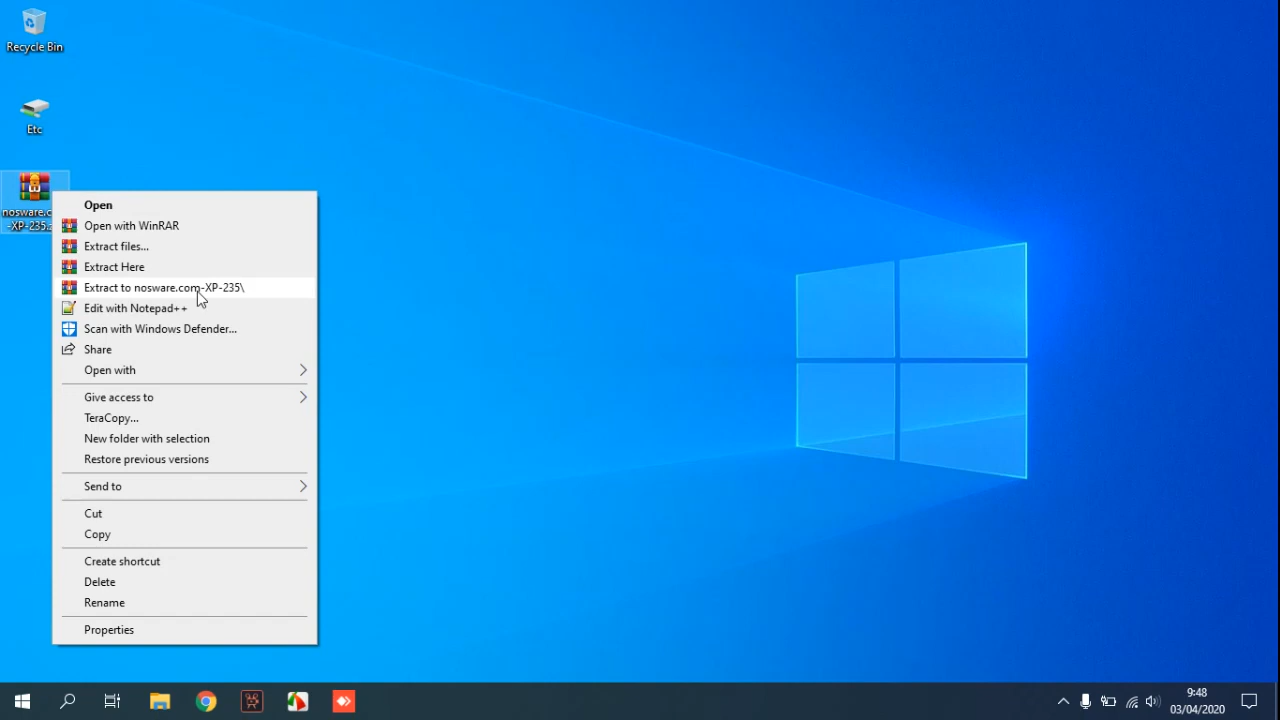 Recycle Bin
Etc
nosware.c
-XP-235.
Open
Open with WinRAR
Extract files...
Extract Here
Extract to nosware.com-XP-235\
Edit with Notepad++
Scan with Windows Defender...
Share
Open with
Give access to
TeraCopy...
New folder with selection
Restore previous versions
Send to
Cut
Copy
Create shortcut
Delete
Rename
Properties
9:48
03/04/2020